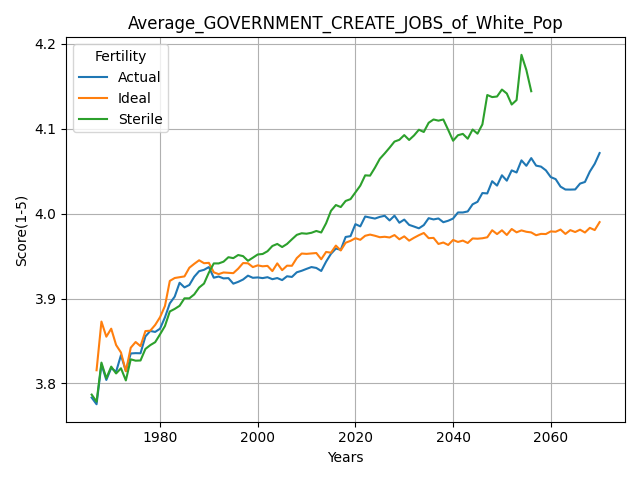 Average_GOVERNMENT_CREATE_JOBS_of_White_Pop
Fertility
Actual
Ideal
Sterile
Score(1-5)
4.2
4.1
4.0
3.9
3.8
1980 2000 2020 2040 2060
Years